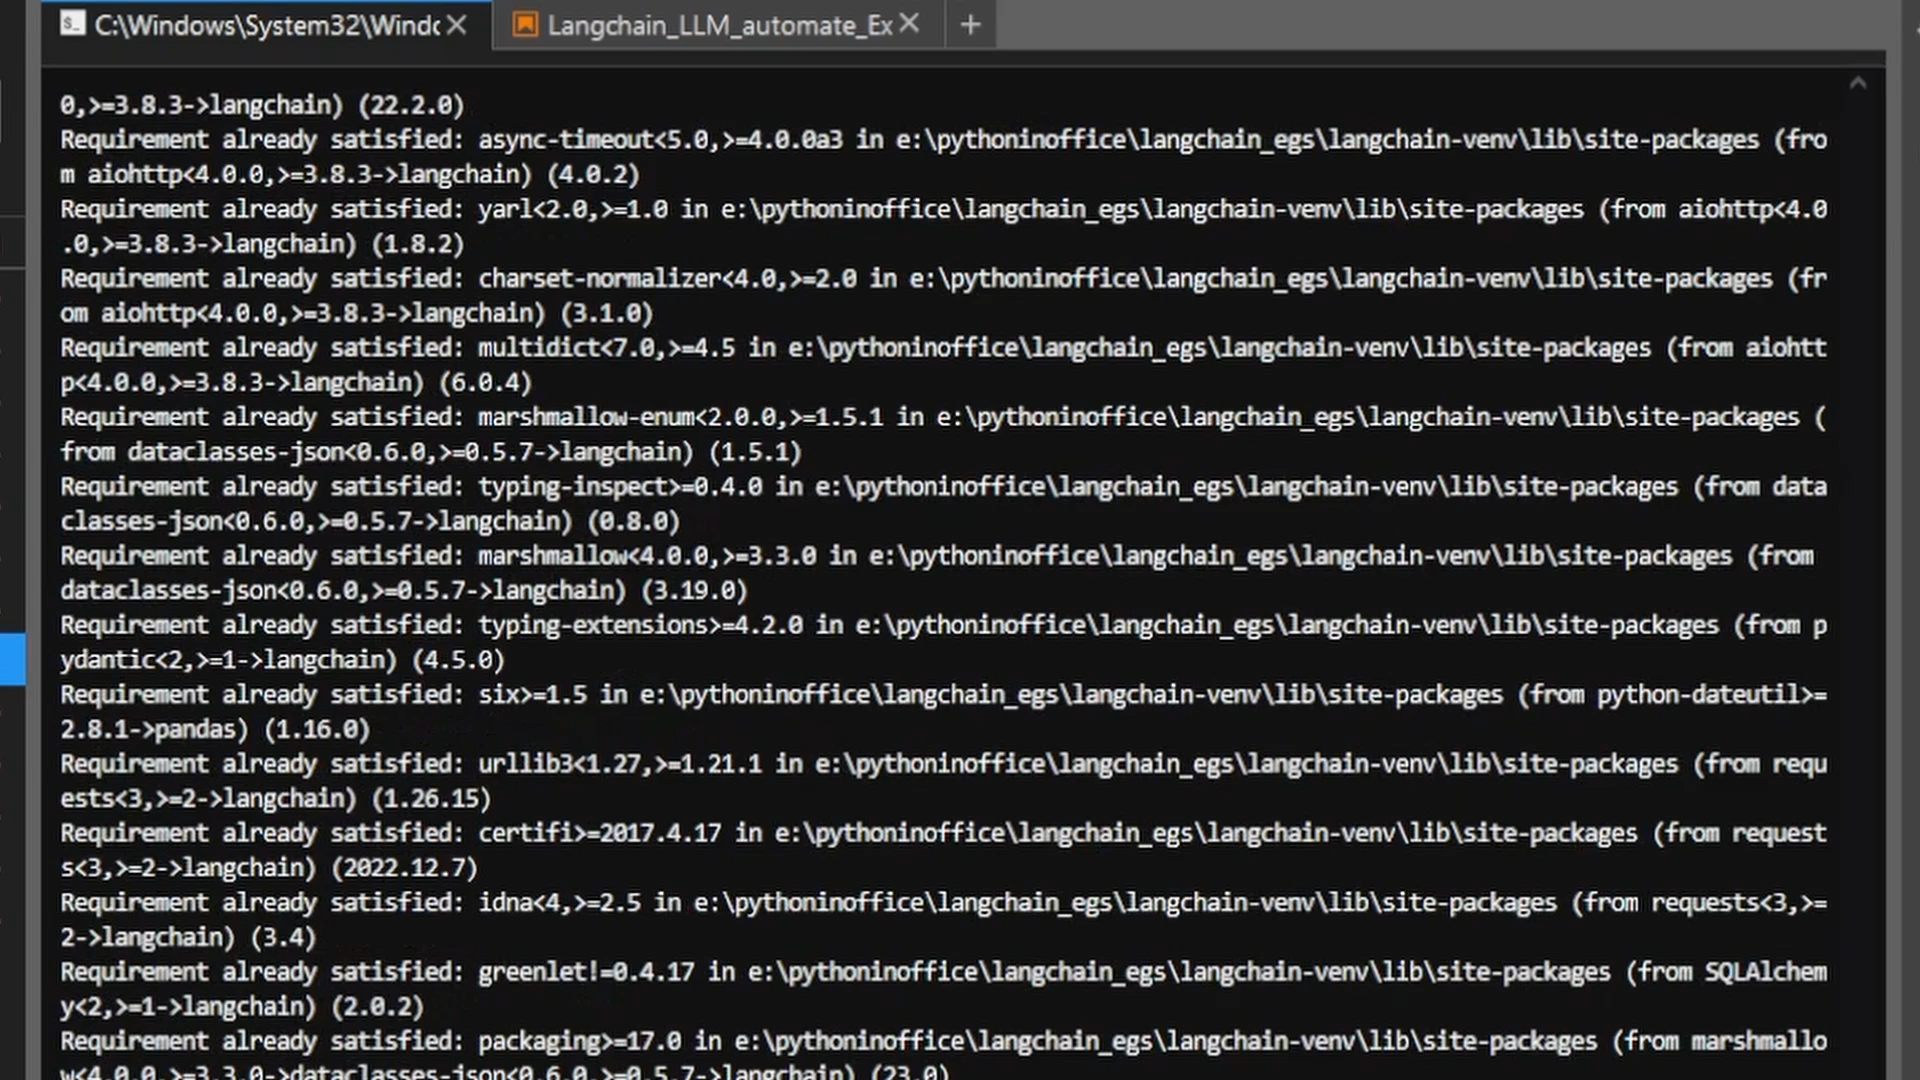 C:\Windows\System32\Windo
Langchain_LLM_automate_Ex
0,>=3.8.3->langchain) (22.2.0)
Requirement already satisfied: async-timeout<5.0,>=4.0.0a3 in e:\pythoninoffice\langchain_egs\langchain-venv\lib\site-packages (fro
m aiohttp<4.0.0,>=3.8.3->langchain) (4.0.2)
Requirement already satisfied: yarl<2.0,>=1.0 in e:\pythoninoffice\langchain_egs\langchain-venv\lib\site-packages (from aiohttp<4.0
.0,>=3.8.3->langchain) (1.8.2)
Requirement already satisfied: charset-normalizer<4.0,>=2.0 in e:\pythoninoffice\langchain_egs\langchain-venv\lib\site-packages (fr
om aiohttp<4.0.0,>=3.8.3->langchain) (3.1.0)
Requirement already satisfied: multidict<7.0,>=4.5 in e:\pythoninoffice\langchain_egs\langchain-venv\lib\site-packages (from aiohtt
p<4.0.0,>=3.8.3->langchain) (6.0.4)
Requirement already satisfied: marshmallow-enum<2.0.0,>=1.5.1 in e:\pythoninoffice\langchain_egs\langchain-venv\lib\site-packages (
from dataclasses-json<0.6.0,>=0.5.7->langchain) (1.5.1)
Requirement already satisfied: typing-inspect>=0.4.0 in e:\pythoninoffice\langchain_egs\langchain-venv\lib\site-packages (from data
classes-json<0.6.0,>=0.5.7->langchain) (0.8.0)
Requirement already satisfied: marshmallow<4.0.0,>=3.3.0 in e:\pythoninoffice\langchain_egs\langchain-venv\lib\site-packages (from
dataclasses-json<0.6.0,>=0.5.7->langchain) (3.19.0)
Requirement already satisfied: typing-extensions>=4.2.0 in e:\pythoninoffice\langchain_egs\langchain-venv\lib\site-packages (from p
ydantic<2,>=1->langchain) (4.5.0)
Requirement already satisfied: six>=1.5 in e:\pythoninoffice\langchain_egs\langchain-venv\lib\site-packages (from python-dateutil>=
2.8.1->pandas) (1.16.0)
Requirement already satisfied: urllib3<1.27,>=1.21.1 in e:\pythoninoffice\langchain_egs\langchain-venv\lib\site-packages (from requ
ests<3,>=2->langchain) (1.26.15)
Requirement already satisfied: certifi>=2017.4.17 in e:\pythoninoffice\langchain_egs\langchain-venv\lib\site-packages (from request
s<3,>=2->langchain) (2022.12.7)
Requirement already satisfied: idna<4,>=2.5 in e:\pythoninoffice\langchain_egs\langchain-venv\lib\site-packages (from requests<3,>=
2->langchain) (3.4)
Requirement already satisfied: greenlet!=0.4.17 in e:\pythoninoffice\langchain_egs\langchain-venv\lib\site-packages (from SQLAlchem
y<2,>=1->langchain) (2.0.2)
Requirement already satisfied: packaging>=17.0 in e:\pythoninoffice\langchain_egs\langchain-venv\lib\site-packages (from marshmallo
w<4.0.0,>=3.3.0->dataclasses-json<0.6.0,>=0.5.7->langchain) (23.0)